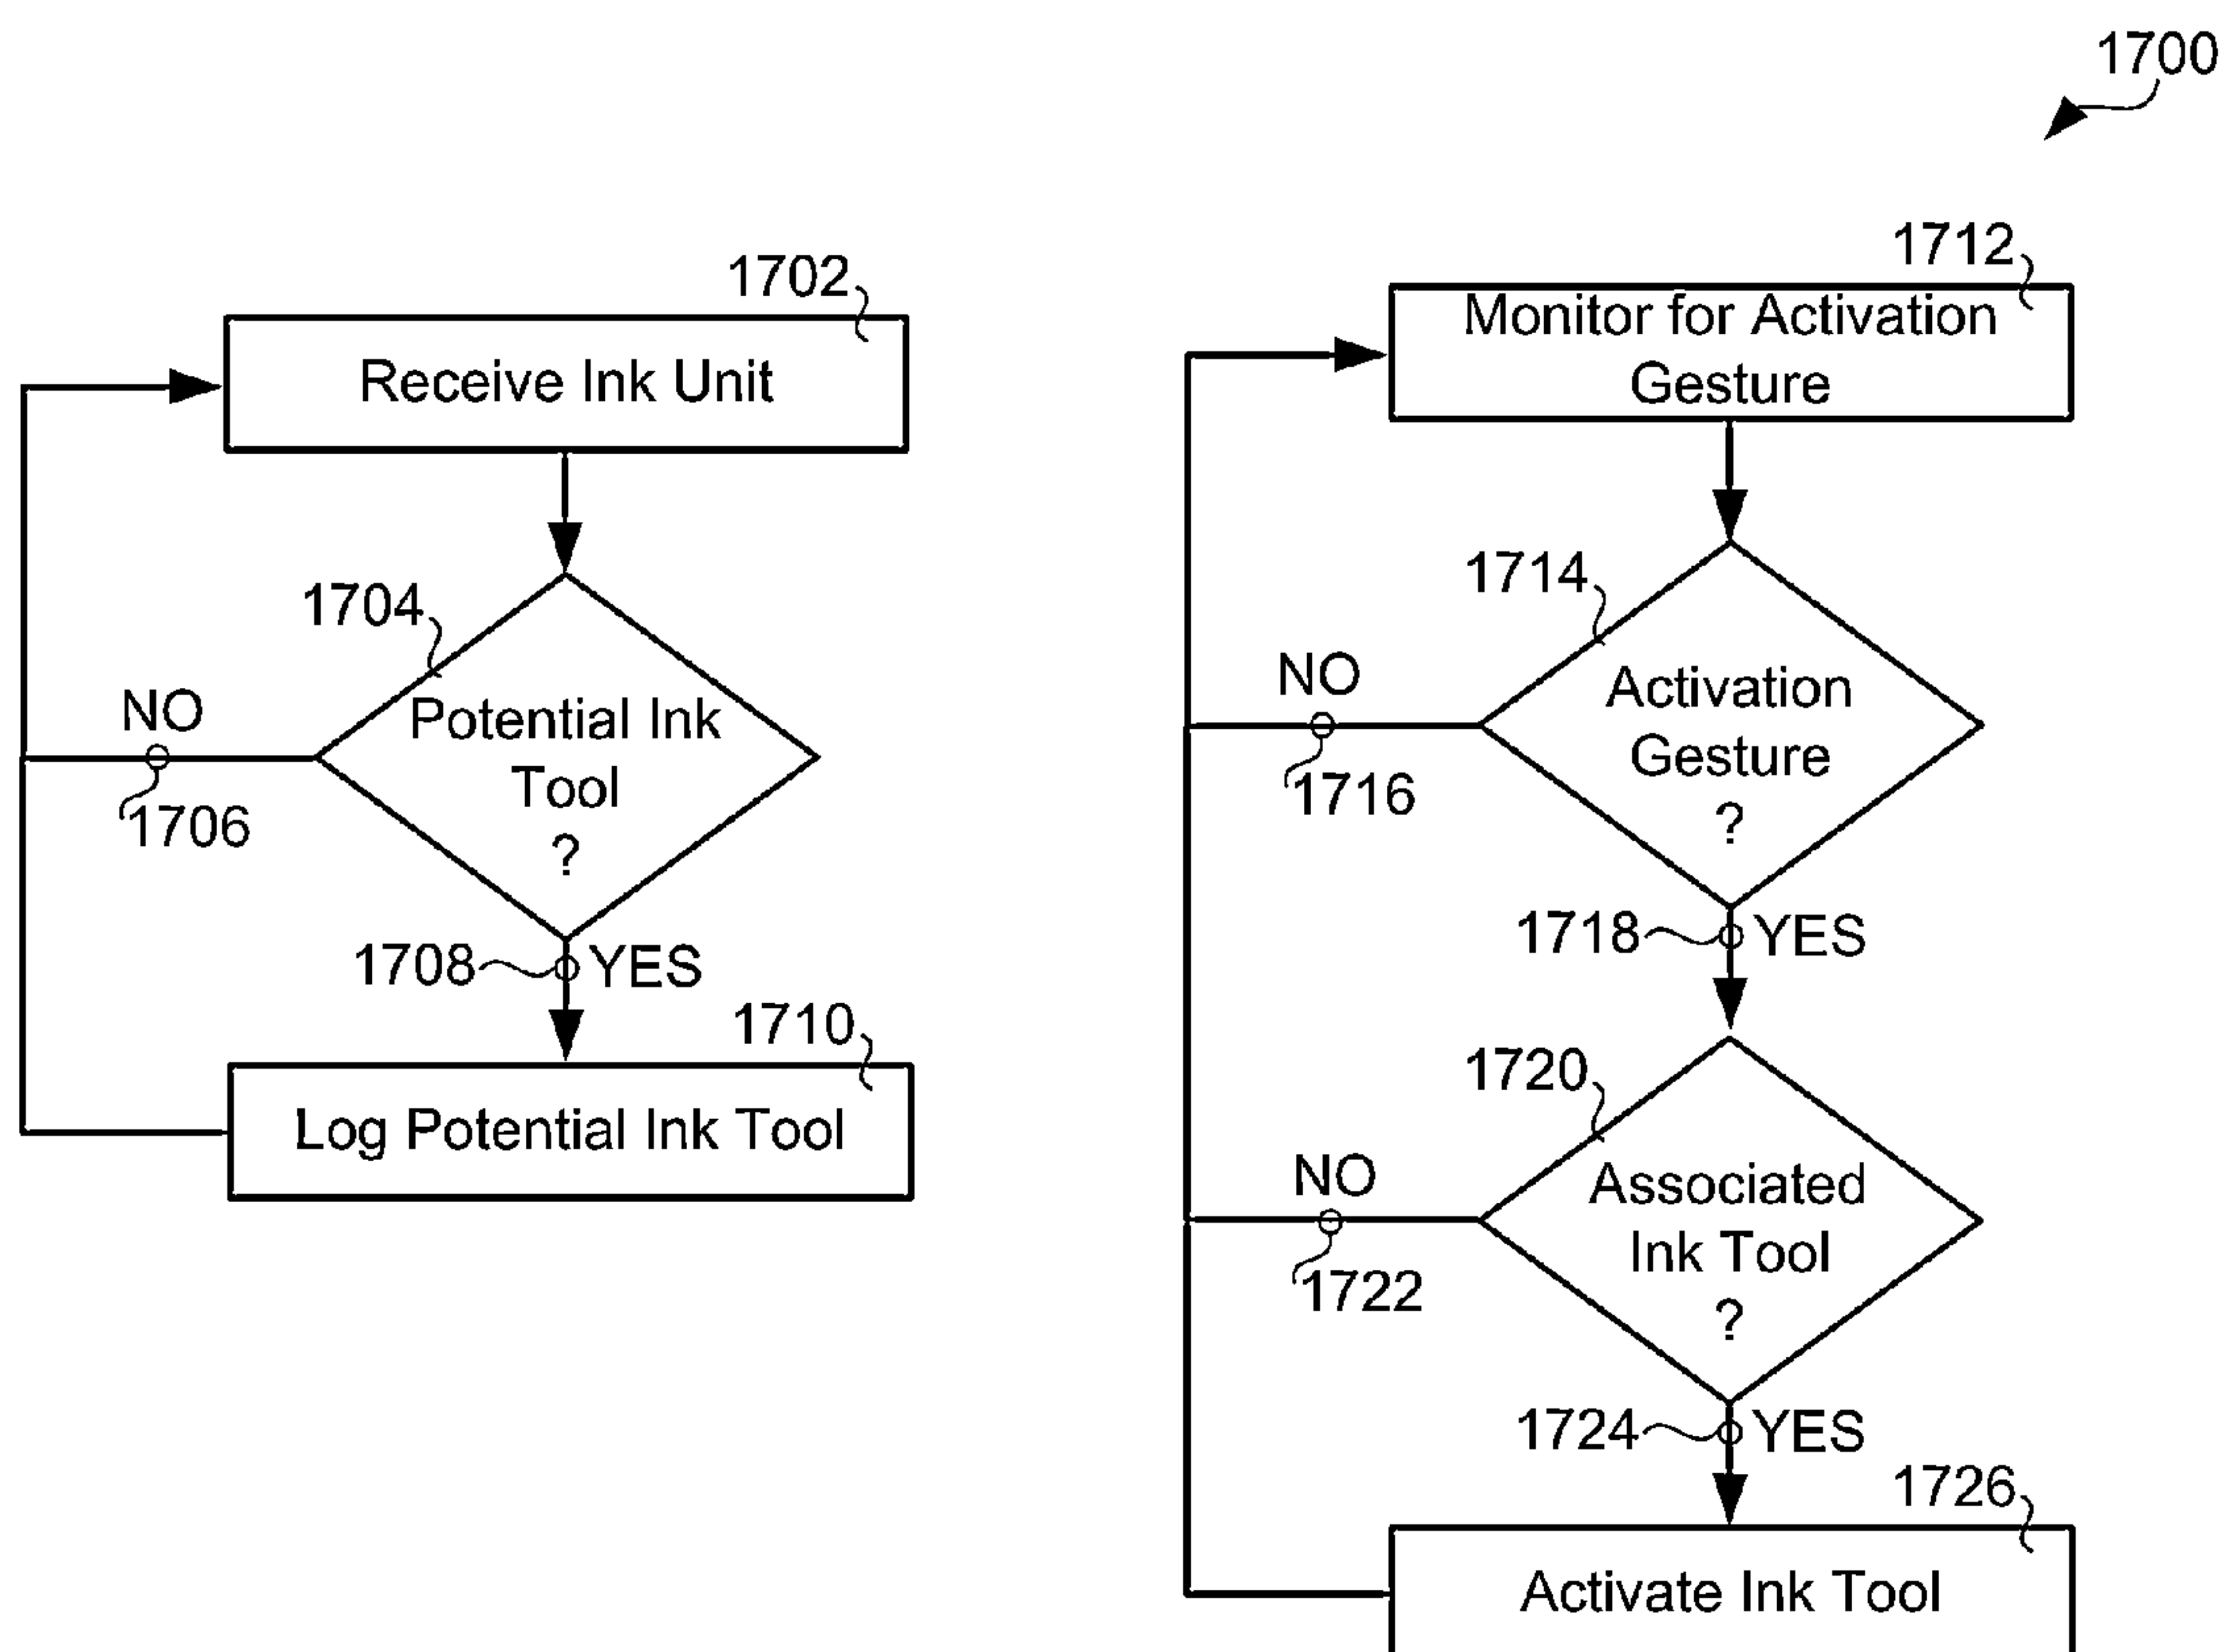 1700
1702
Receive Ink Unit
1704
Potential Ink
Tool
?
NO
1706
1708
YES
1710
Log Potential Ink Tool
1712
Monitor for Activation
Gesture
1714
Activation
Gesture
?
NO
1716
1718
YES
1720
Associated
Ink Tool
?
NO
1722
1724
YES
1726
Activate Ink Tool